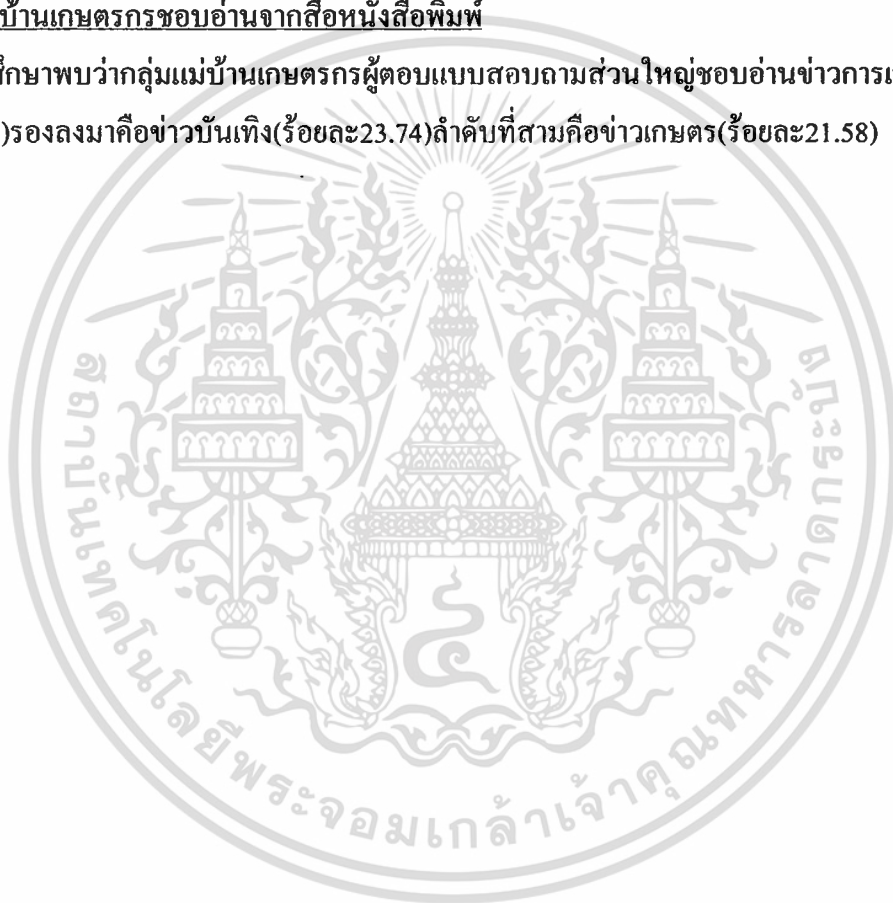 บ้านเกษตรกรชอบอ่านจากสื่อหนังสือพิมพ์
ศึกษาพบว่ากลุ่มแม่บ้านเกษตรกรผู้ตอบแบบสอบถามส่วนใหญ่ชอบอ่านข่าวการเ
)รองลงมาคือข่าวบันเทิง(ร้อยละ23.74)ลำดับที่สามคือข่าวเกษตร(ร้อยละ21.58)
สถาบันเทคโนโลยีพระจอมเกล้าเจ้าคุณทหารลาดกระบัง